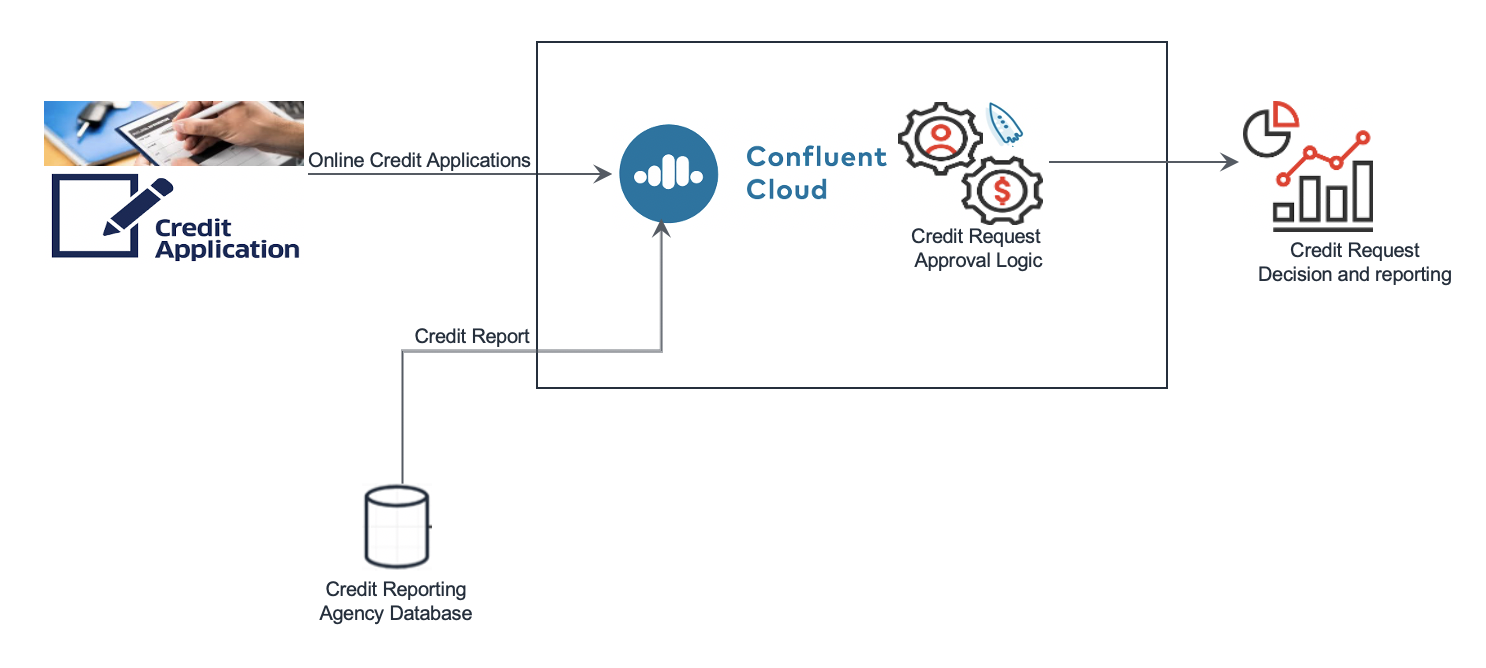 Online Credit Applications
Credit
Application
Confluent
Cloud
Credit Request
Approval Logic
Credit Request
Decision and reporting
Credit Report
Credit Reporting
Agency Database